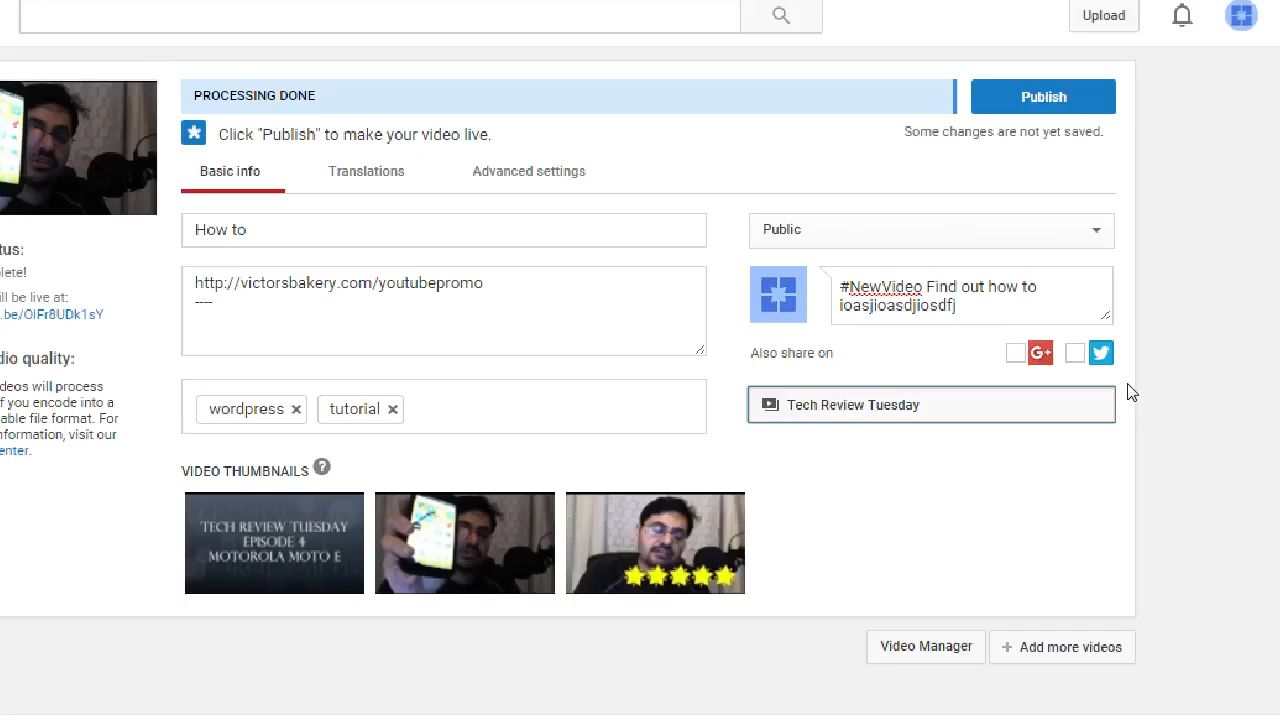 Upload
PROCESSING DONE
Publish
Click "Publish" to make your video live.
Some changes are not yet saved.
Basic info
Translations
Advanced settings
tus:
plete!
ill be live at:
.be/OIFr8UDk1sY
dio quality:
ideos will process
f you encode into a
able file format. For
nformation, visit our
enter.
How to
Public
http://victorsbakery.com/youtubepromo
----
#NewVideo Find out how to
ioasjioasdjiosdfj
Also share on
G+
wordpress ×
tutorial ×
Tech Review Tuesday
VIDEO THUMBNAILS ?
TECH REVIEW TUESDAY
EPISODE 4
MOTOROLA MOTO E
Video Manager
+ Add more videos